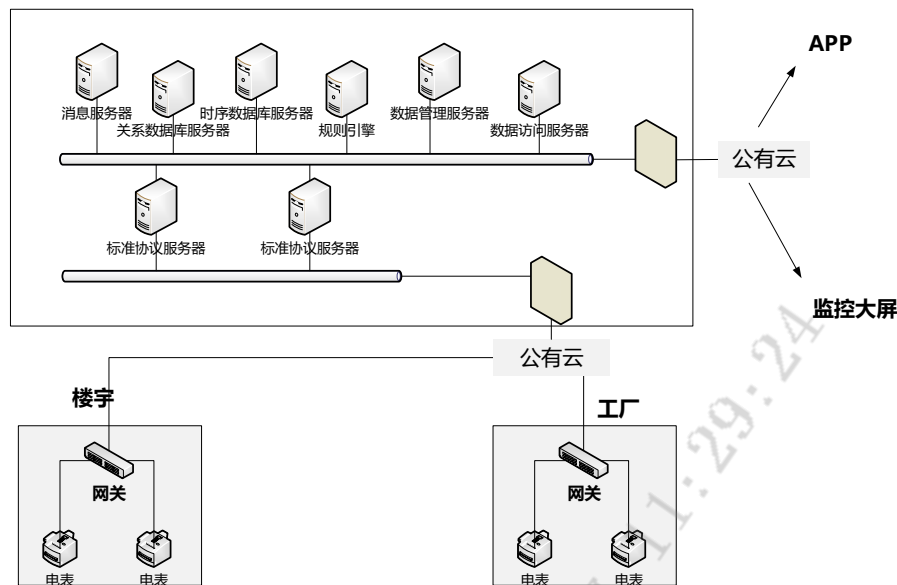 APP
消息服务器
时序数据库服务器
规则引擎
数据管理服务器
关系数据库服务器
数据访问服务器
公有云
标准协议服务器
标准协议服务器
监控大屏
公有云
楼宇
工厂
网关
网关
电表
电表
电表
电表
11:29:24